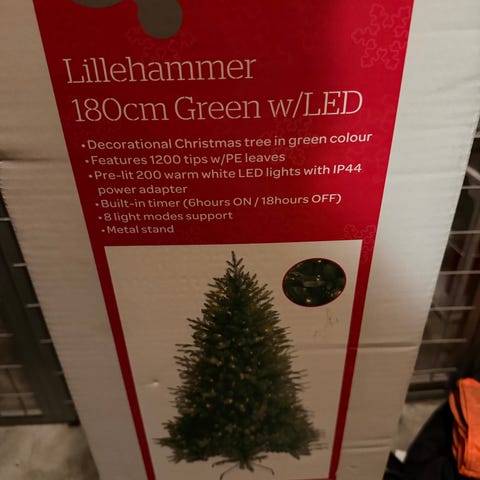 Lillehammer
180cm Green w/LED
•Decorational Christmas tree in green colour
•Features 1200 tips w/PE leaves
•Pre-lit 200 warm white LED lights with IP44
power adapter
•Built-in timer (6hours ON / 18hours OFF)
•8 light modes support
•Metal stand